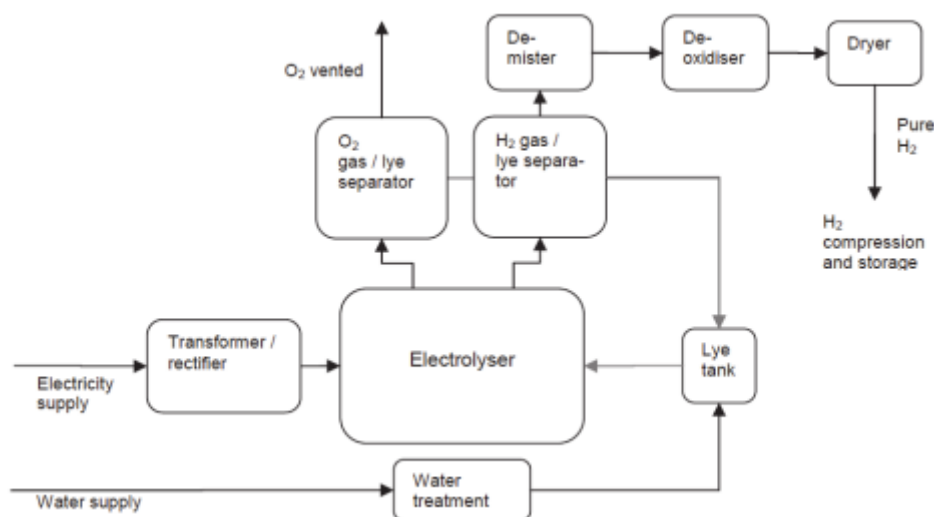 De-
mister
De-
oxidiser
Dryer
O₂ vented
Pure
H₂
O₂
gas / lye
separator
H₂ gas /
lye separa-
tor
H₂
compression
and storage
Transformer /
rectifier
Electrolyser
Lye
tank
Electricity
supply
Water
treatment
Water supply